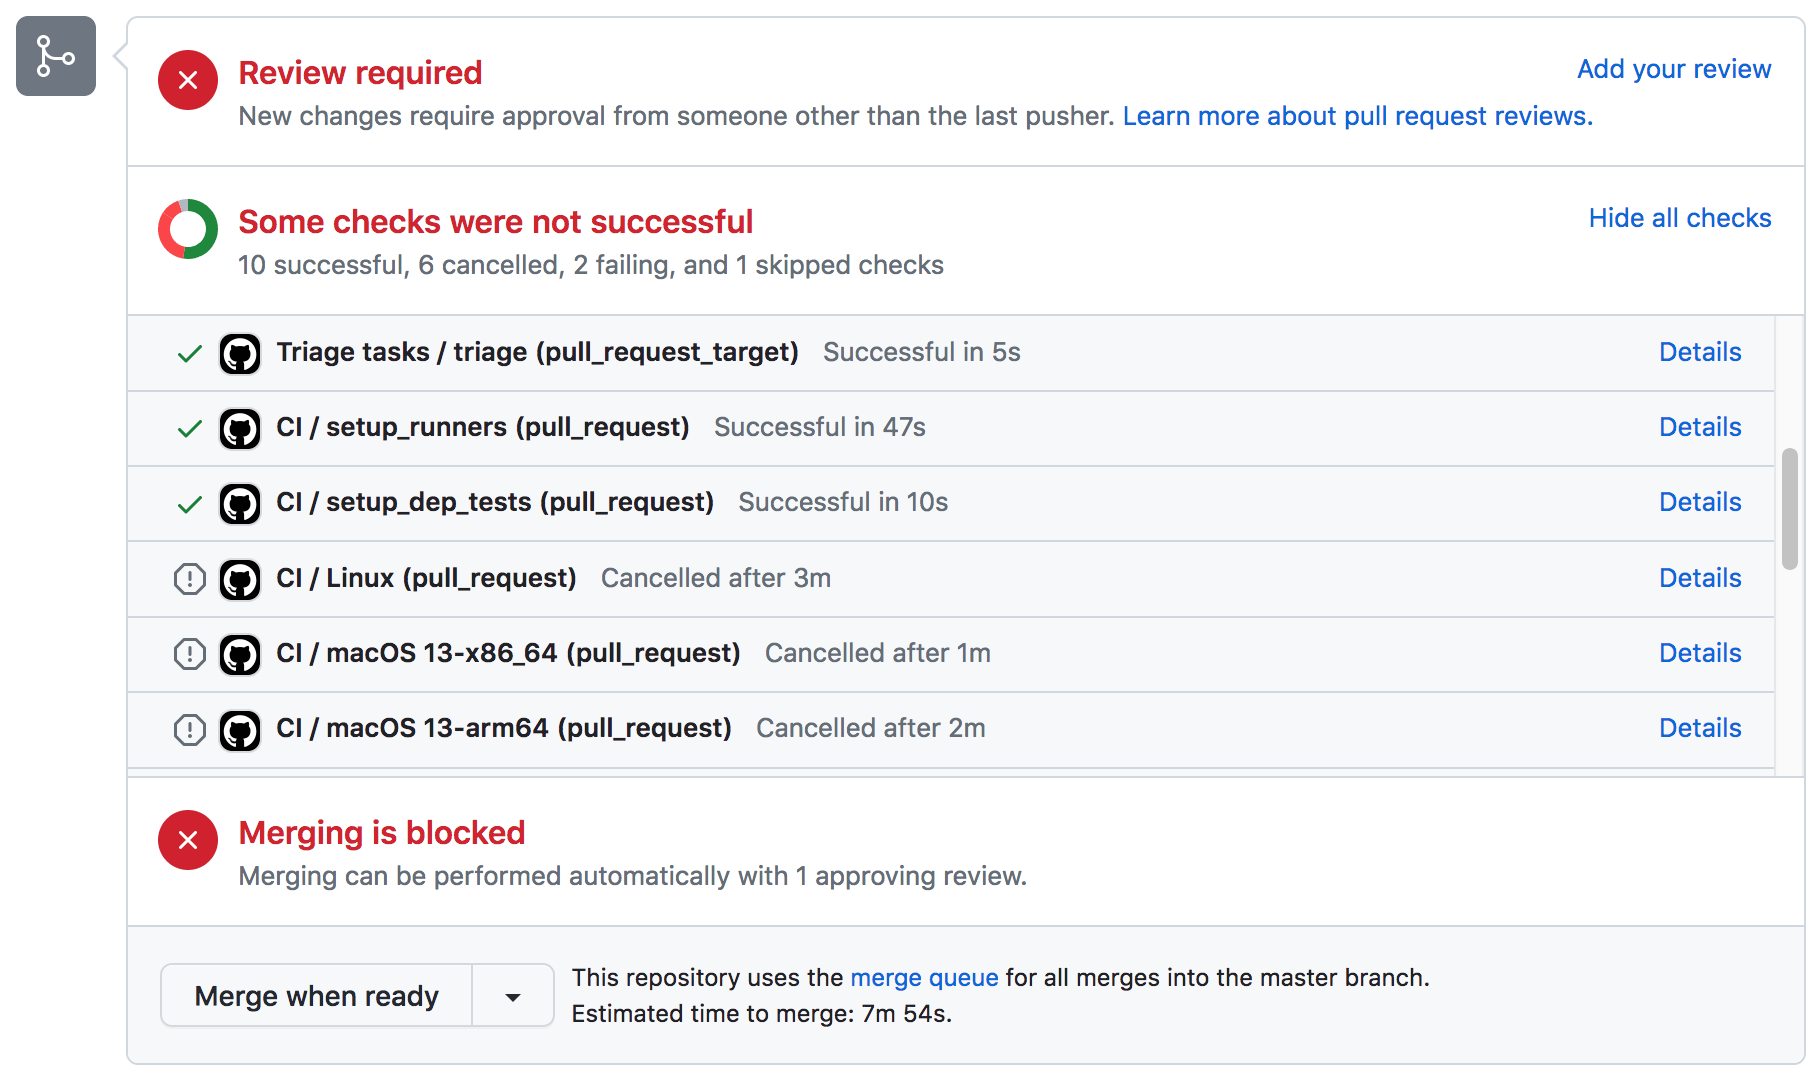 Review required
Add your review
New changes require approval from someone other than the last pusher. Learn more about pull request reviews.
Some checks were not successful
Hide all checks
10 successful, 6 cancelled, 2 failing, and 1 skipped checks
Triage tasks / triage (pull_request_target) Successful in 5s Details
CI / setup_runners (pull_request) Successful in 47s Details
CI / setup_dep_tests (pull_request) Successful in 10s Details
CI / Linux (pull_request) Cancelled after 3m Details
CI / macOS 13-x86_64 (pull_request) Cancelled after 1m Details
CI / macOS 13-arm64 (pull_request) Cancelled after 2m Details
Merging is blocked
Merging can be performed automatically with 1 approving review.
Merge when ready
This repository uses the merge queue for all merges into the master branch.
Estimated time to merge: 7m 54s.